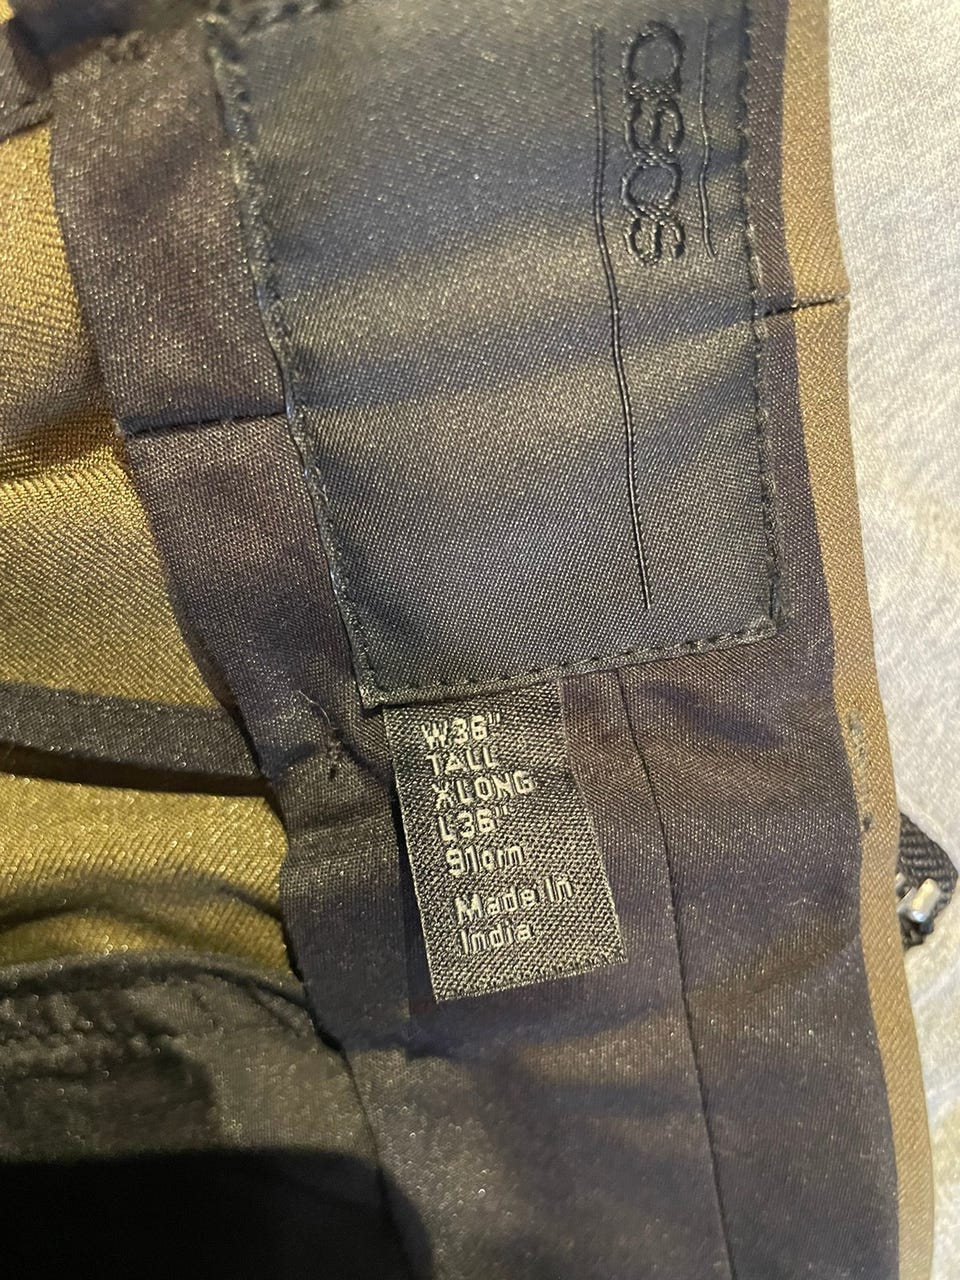 asos
W36"
TALL
XLONG
L36"
91cm
Made In
India